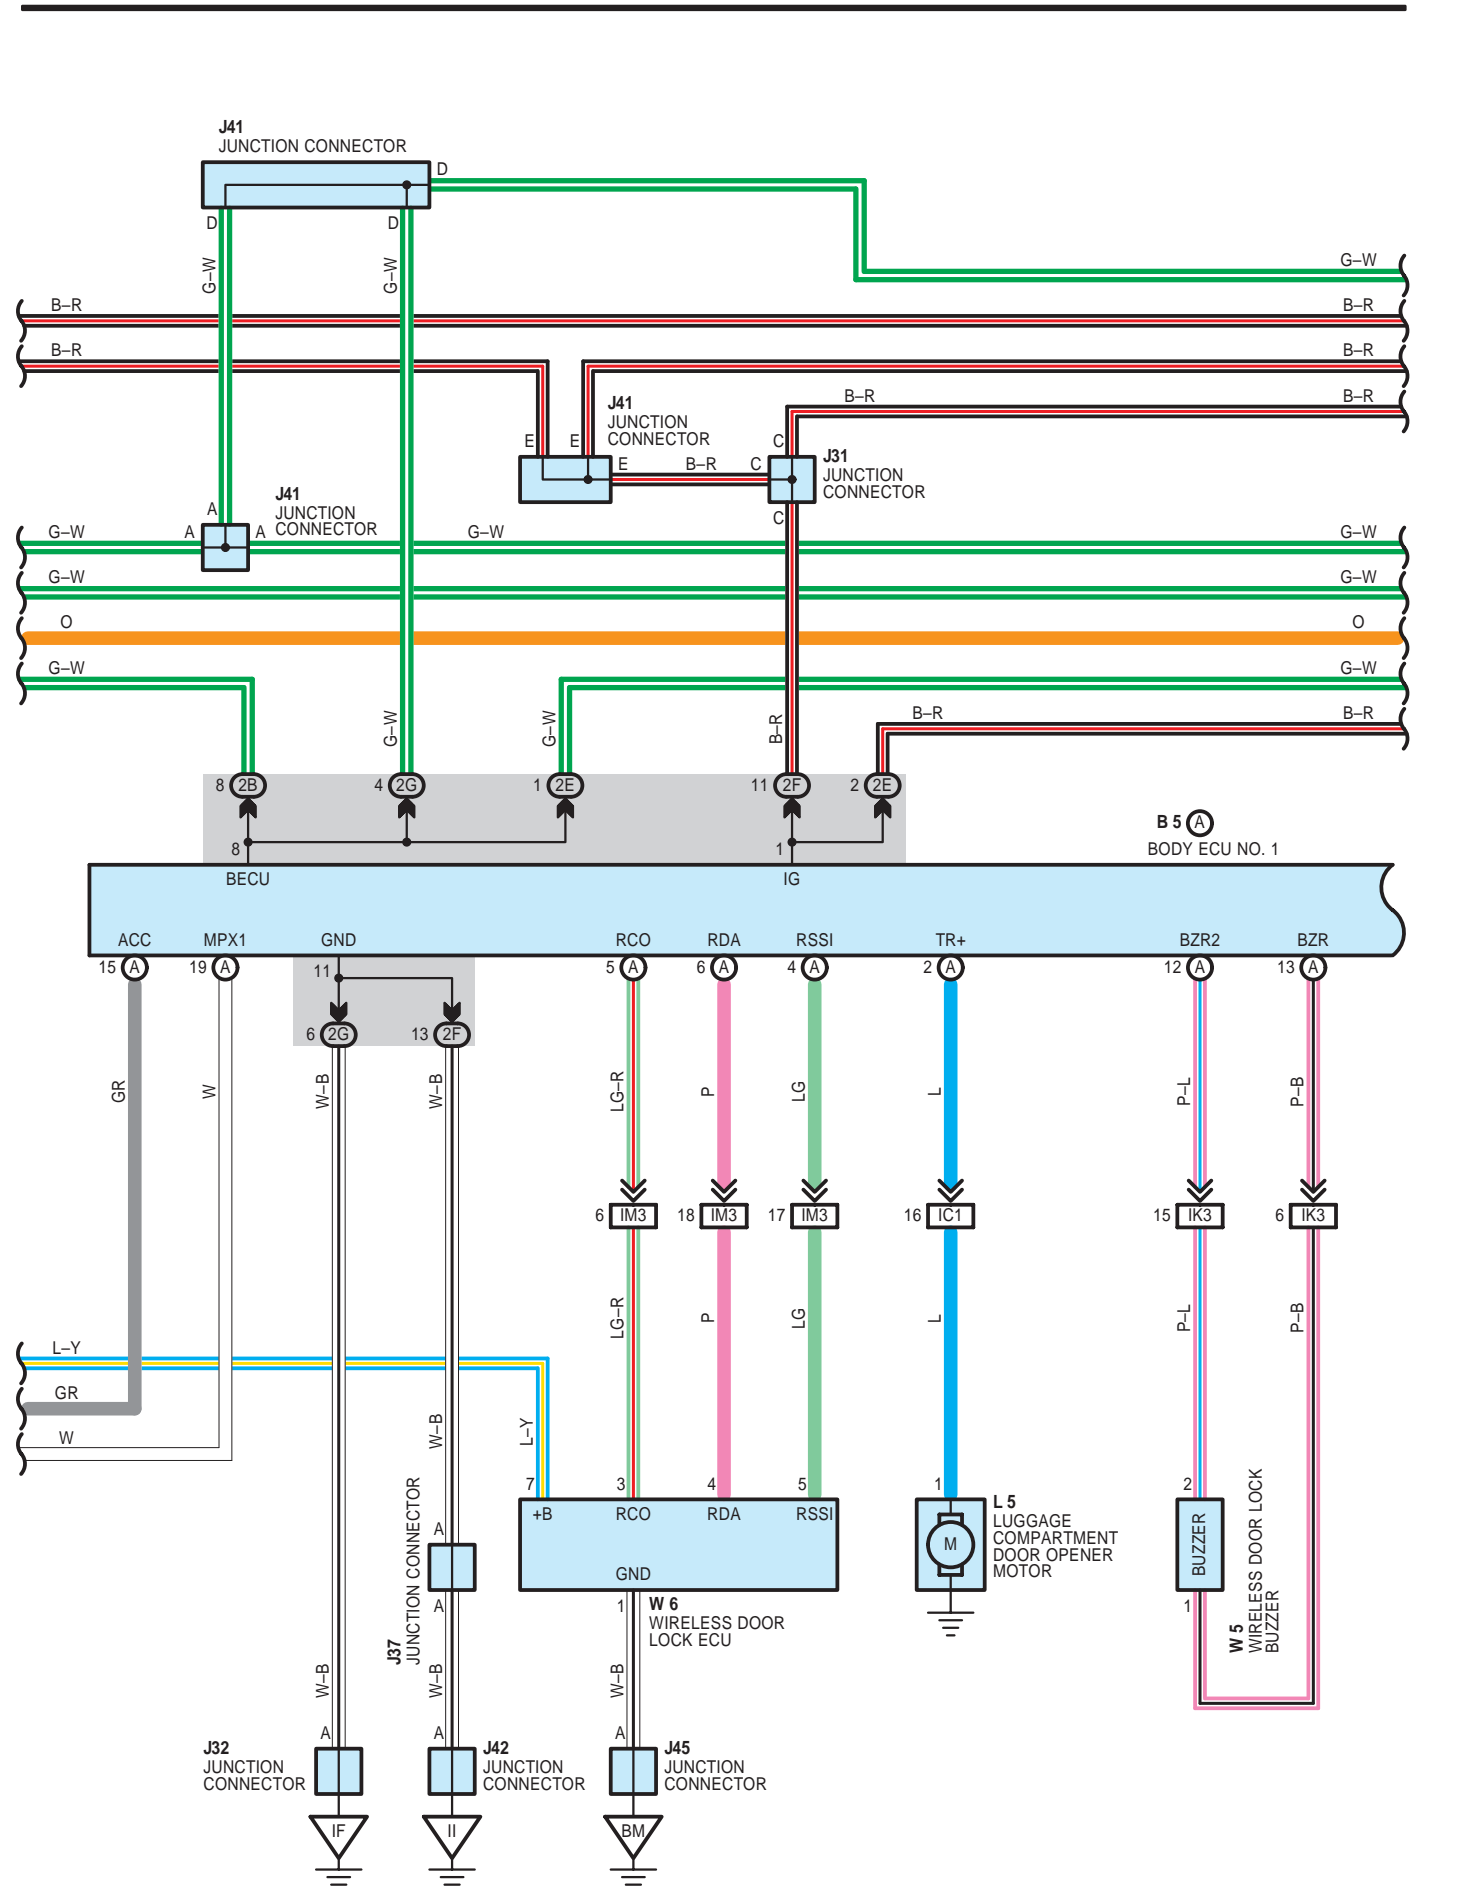 J41
JUNCTION CONNECTOR
D
D
D
G–W
G–W
G–W
B–R
B–R
B–R
B–R
B–R
B–R
J41
JUNCTION
CONNECTOR
E
E
E
B–R
C
C
C
J31
JUNCTION
CONNECTOR
J41
JUNCTION
CONNECTOR
A
A
A
G–W
G–W
G–W
G–W
G–W
O
O
G–W
G–W
G–W
G–W
B–R
B–R
B–R
8 2B
4 2G
1 2E
11 2F
2 2E
8
1
B 5 A
BODY ECU NO. 1
BECU
IG
ACC
MPX1
GND
RCO
RDA
RSSI
TR+
BZR2
BZR
15 A
19 A
11
5 A
6 A
4 A
2 A
12 A
13 A
6 2G
13 2F
GR
W
W–B
W–B
LG–R
P
LG
L
P–L
P–B
6 IM3
18 IM3
17 IM3
16 IC1
15 IK3
6 IK3
LG–R
P
LG
L
P–L
P–B
L–Y
GR
W
W–B
L–Y
7
3
4
5
1
2
+B
RCO
RDA
RSSI
GND
L 5
LUGGAGE
COMPARTMENT
DOOR OPENER
MOTOR
M
BUZZER
1
W 5
WIRELESS DOOR LOCK
BUZZER
A
A
J37
JUNCTION CONNECTOR
1
W 6
WIRELESS DOOR
LOCK ECU
W–B
W–B
W–B
A
A
A
J32
JUNCTION
CONNECTOR
J42
JUNCTION
CONNECTOR
J45
JUNCTION
CONNECTOR
IF
II
BM